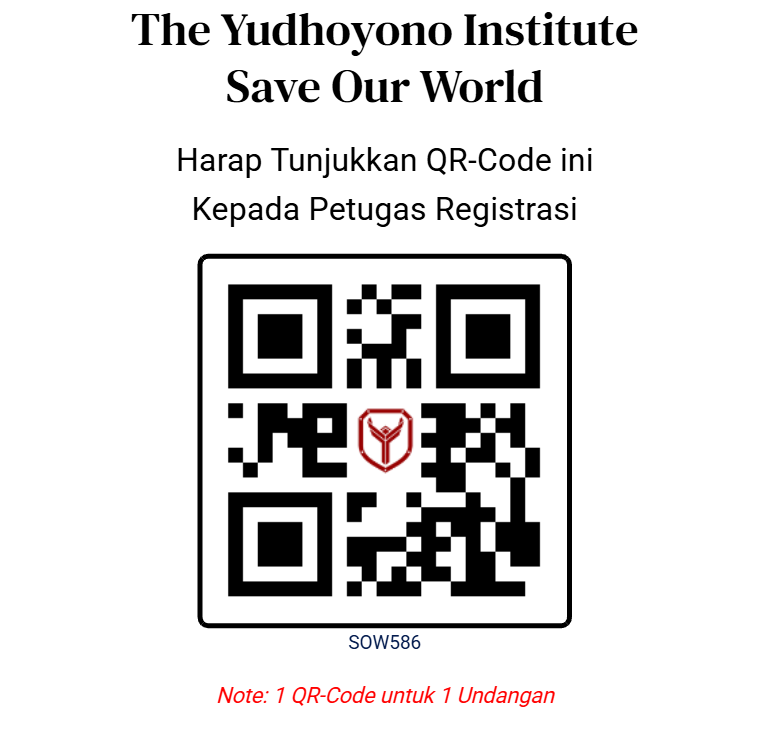 The Yudhoyono Institute
Save Our World
Harap Tunjukkan QR-Code ini
Kepada Petugas Registrasi
SOW586
Note: 1 QR-Code untuk 1 Undangan